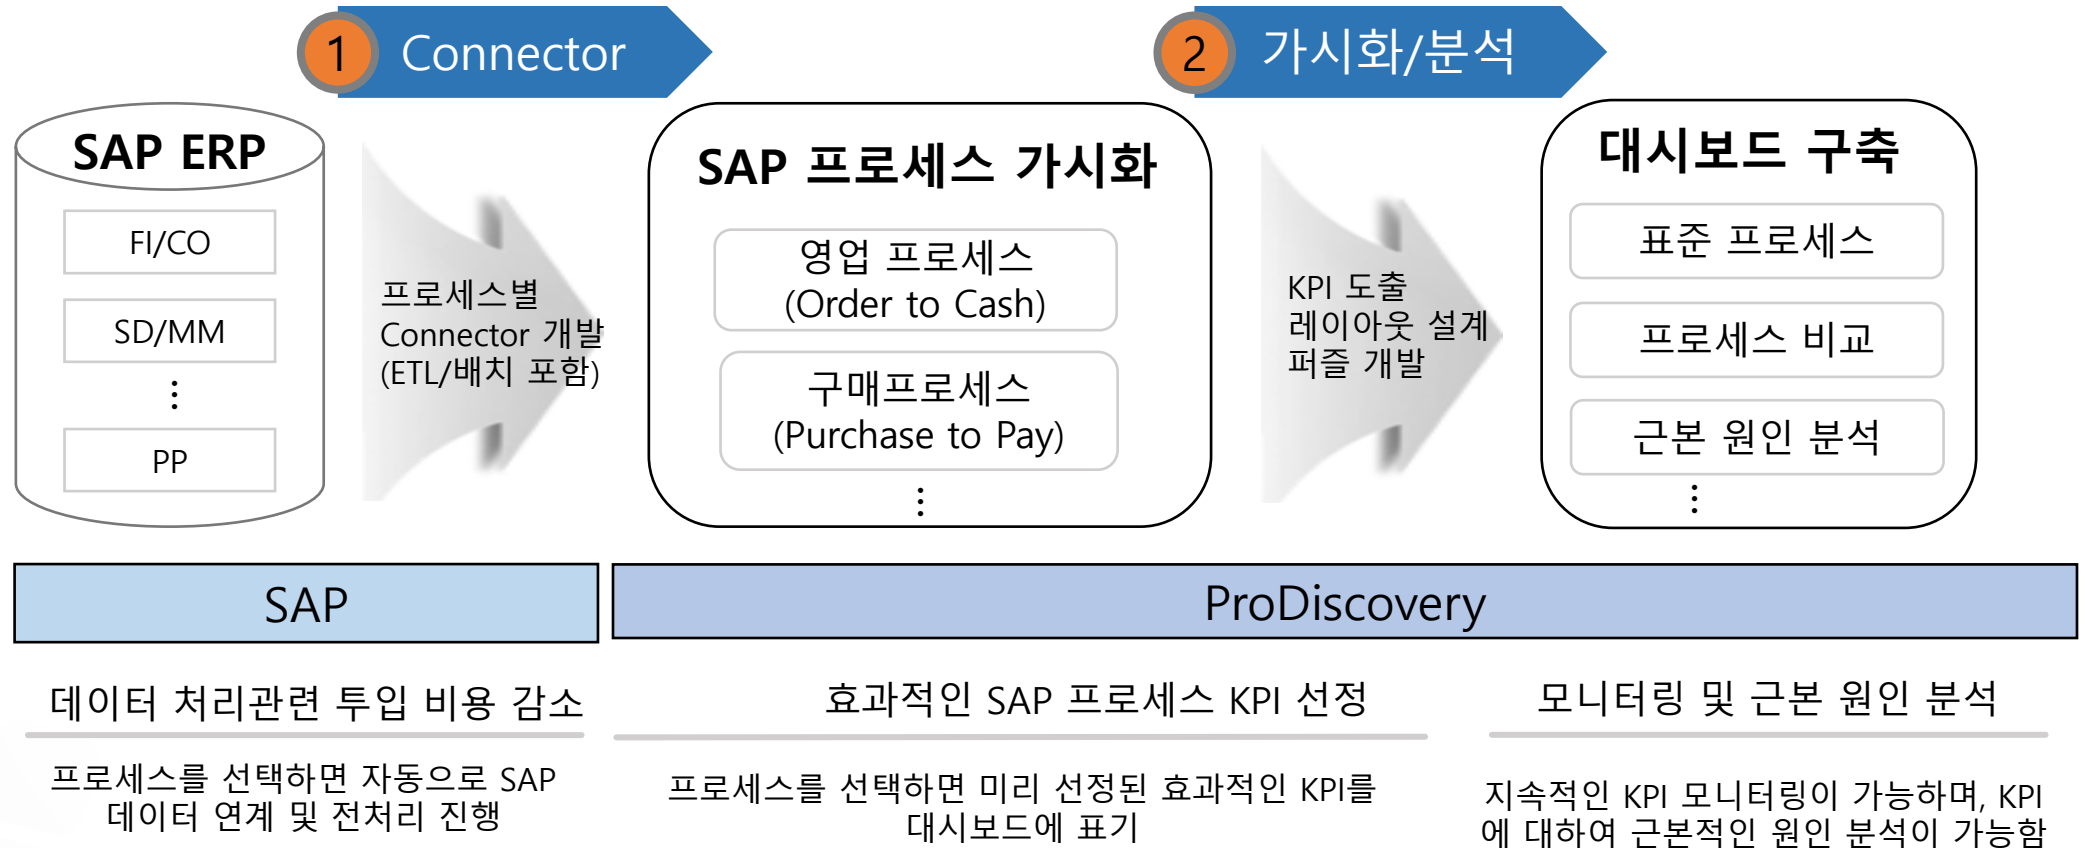 1 Connector
2 가시화/분석
SAP ERP
FI/CO
SD/MM
⋮
PP
프로세스별
Connector 개발
(ETL/배치 포함)
SAP 프로세스 가시화
영업 프로세스
(Order to Cash)
구매프로세스
(Purchase to Pay)
⋮
KPI 도출
레이아웃 설계
퍼즐 개발
대시보드 구축
표준 프로세스
프로세스 비교
근본 원인 분석
⋮
SAP
ProDiscovery
데이터 처리관련 투입 비용 감소
프로세스를 선택하면 자동으로 SAP
데이터 연계 및 전처리 진행
효과적인 SAP 프로세스 KPI 선정
프로세스를 선택하면 미리 선정된 효과적인 KPI를
대시보드에 표기
모니터링 및 근본 원인 분석
지속적인 KPI 모니터링이 가능하며, KPI
에 대하여 근본적인 원인 분석이 가능함